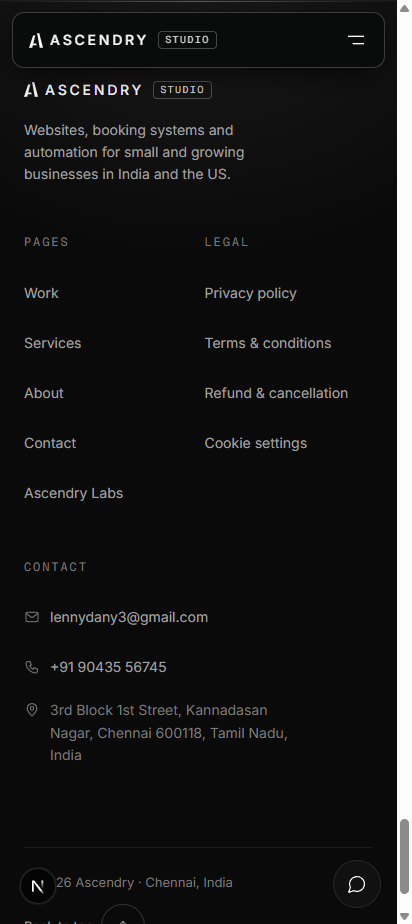 ASCENDRY STUDIO
ASCENDRY STUDIO
Websites, booking systems and
automation for small and growing
businesses in India and the US.
PAGES
Work
Services
About
Contact
Ascendry Labs
LEGAL
Privacy policy
Terms & conditions
Refund & cancellation
Cookie settings
CONTACT
lennydany3@gmail.com
+91 90435 56745
3rd Block 1st Street, Kannadasan
Nagar, Chennai 600118, Tamil Nadu,
India
N
26 Ascendry · Chennai, India